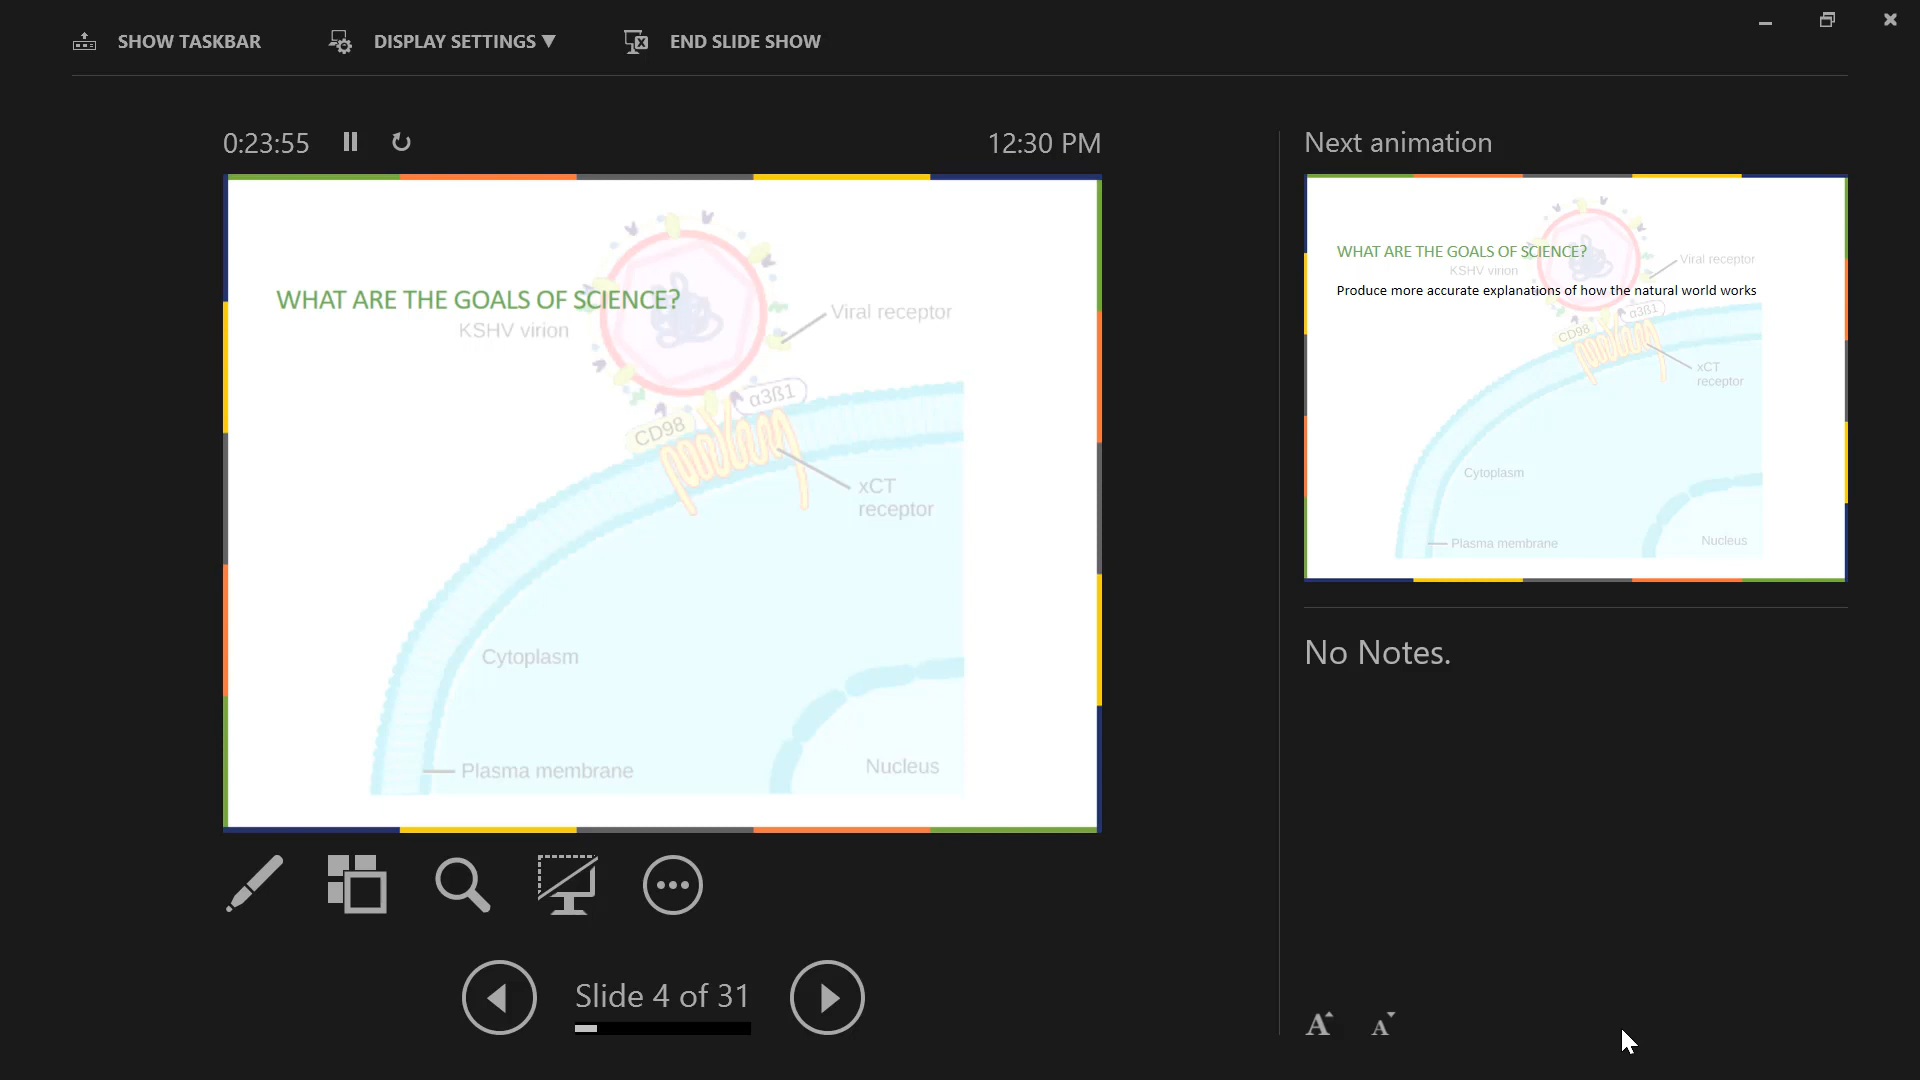 SHOW TASKBAR
DISPLAY SETTINGS ▼
END SLIDE SHOW
0:23:55
12:30 PM
WHAT ARE THE GOALS OF SCIENCE?
KSHV virion
Viral receptor
α3ß1
CD98
xCT
receptor
Cytoplasm
Plasma membrane
Nucleus
Slide 4 of 31
Next animation
WHAT ARE THE GOALS OF SCIENCE?
KSHV virion
Viral receptor
Produce more accurate explanations of how the natural world works
α3ß1
CD98
xCT
receptor
Cytoplasm
Plasma membrane
Nucleus
No Notes.
A A